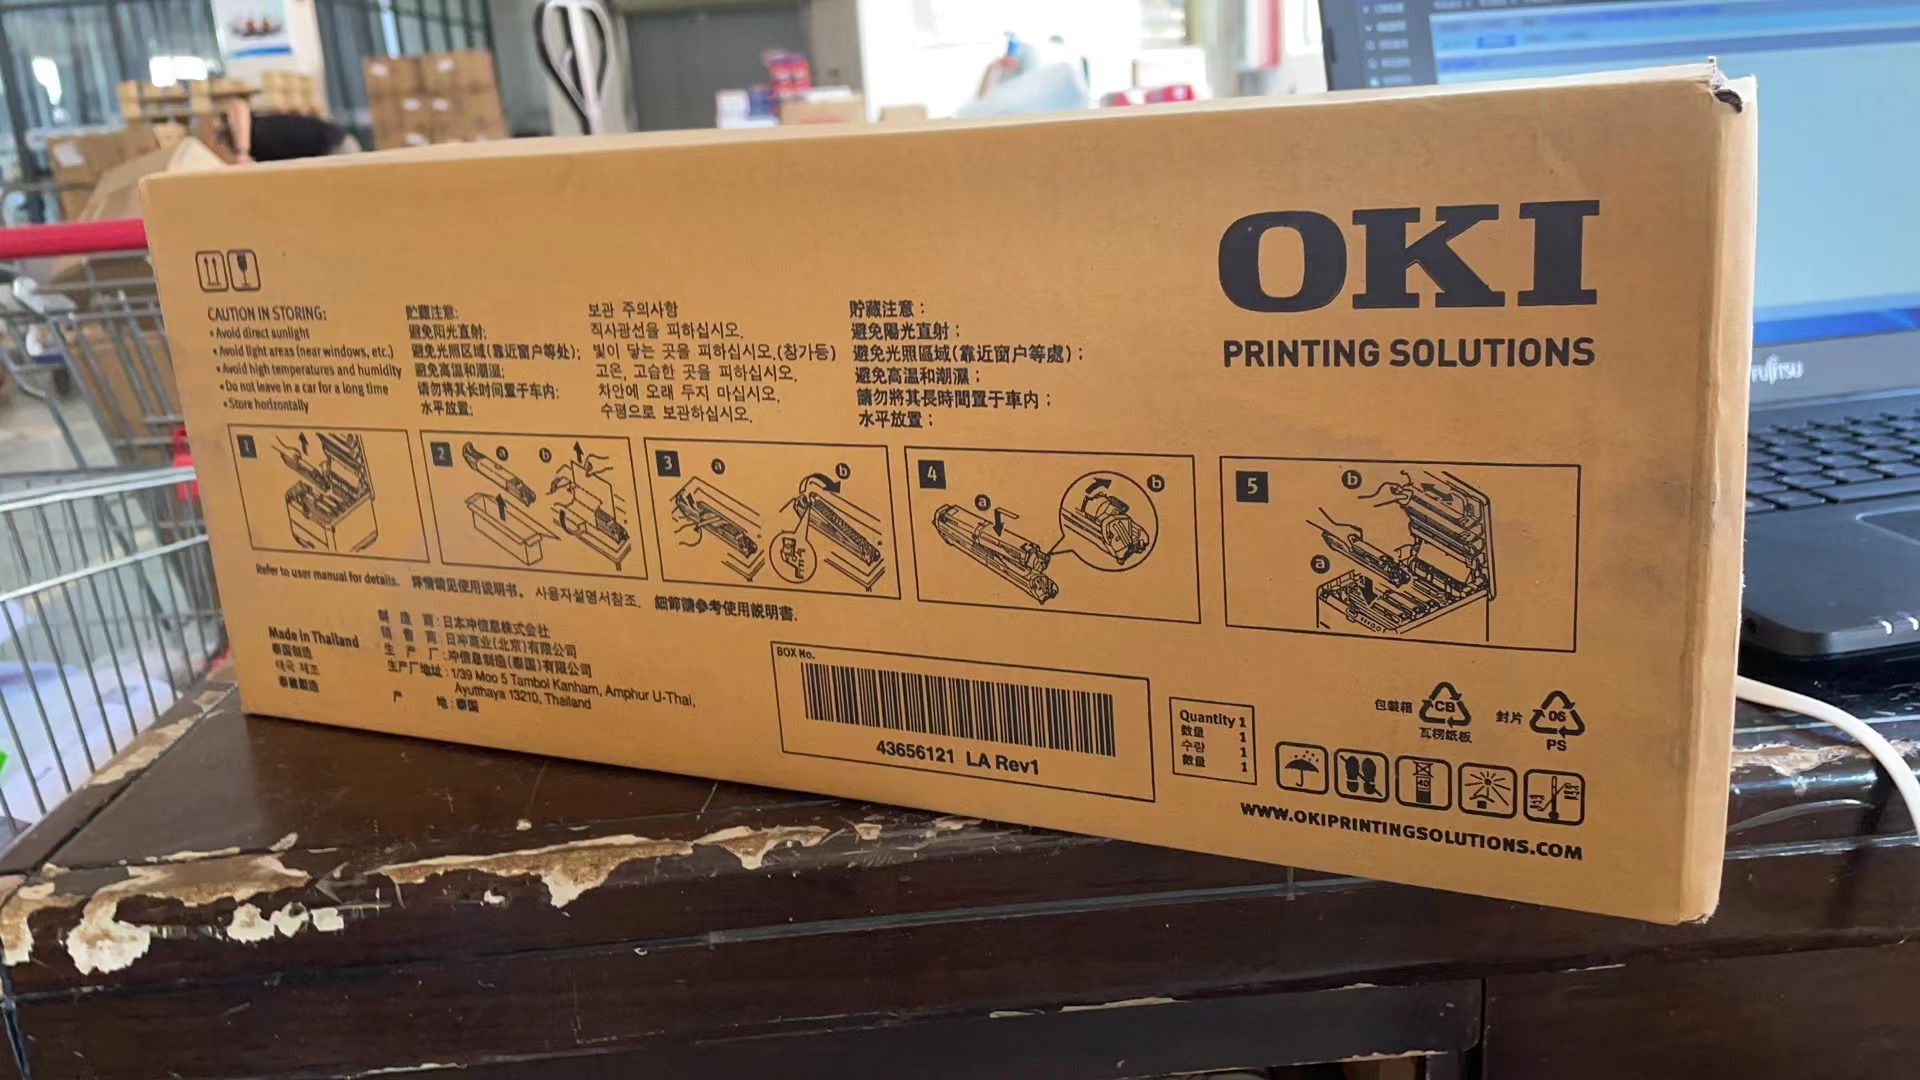 OKI
PRINTING SOLUTIONS
CAUTION IN STORING:
• Avoid direct sunlight
• Avoid light areas (near windows, etc.)
• Avoid high temperatures and humidity
• Do not leave in a car for a long time
• Store horizontally
贮藏注意:
避免阳光直射;
避免光照区域(靠近窗户等处);
避免高温和潮湿;
请勿将其长时间置于车内;
水平放置;
보관 주의사항
직사광선을 피하십시오.
빛이 닿는 곳을 피하십시오.(창가등)
고온, 고습한 곳을 피하십시오.
차안에 오래 두지 마십시오.
수평으로 보관하십시오.
貯藏注意：
避免陽光直射；
避免光照區域(靠近窗户等處)；
避免高溫和潮濕；
請勿將其長時間置于車内；
水平放置；
1
2 a b
3 a b
4 a b
5 b a
Refer to user manual for details. 详情请见使用说明书。 사용자설명서참조. 細節請參考使用説明書.
Made in Thailand
泰国制造
태국 제조
泰國製造
制造商:日本冲信息株式会社
销售商:日冲商业(北京)有限公司
生产厂:冲信息制造(泰国)有限公司
生产厂地址:1/39 Moo 5 Tambol Kanham, Amphur U-Thai,
Ayutthaya 13210, Thailand
产地:泰国
BOX No.
43656121 LA Rev1
Quantity 1
数量 1
수량 1
數量 1
包装箱 CB
瓦楞纸板
封片 06
PS
WWW.OKIPRINTINGSOLUTIONS.COM
FUJITSU